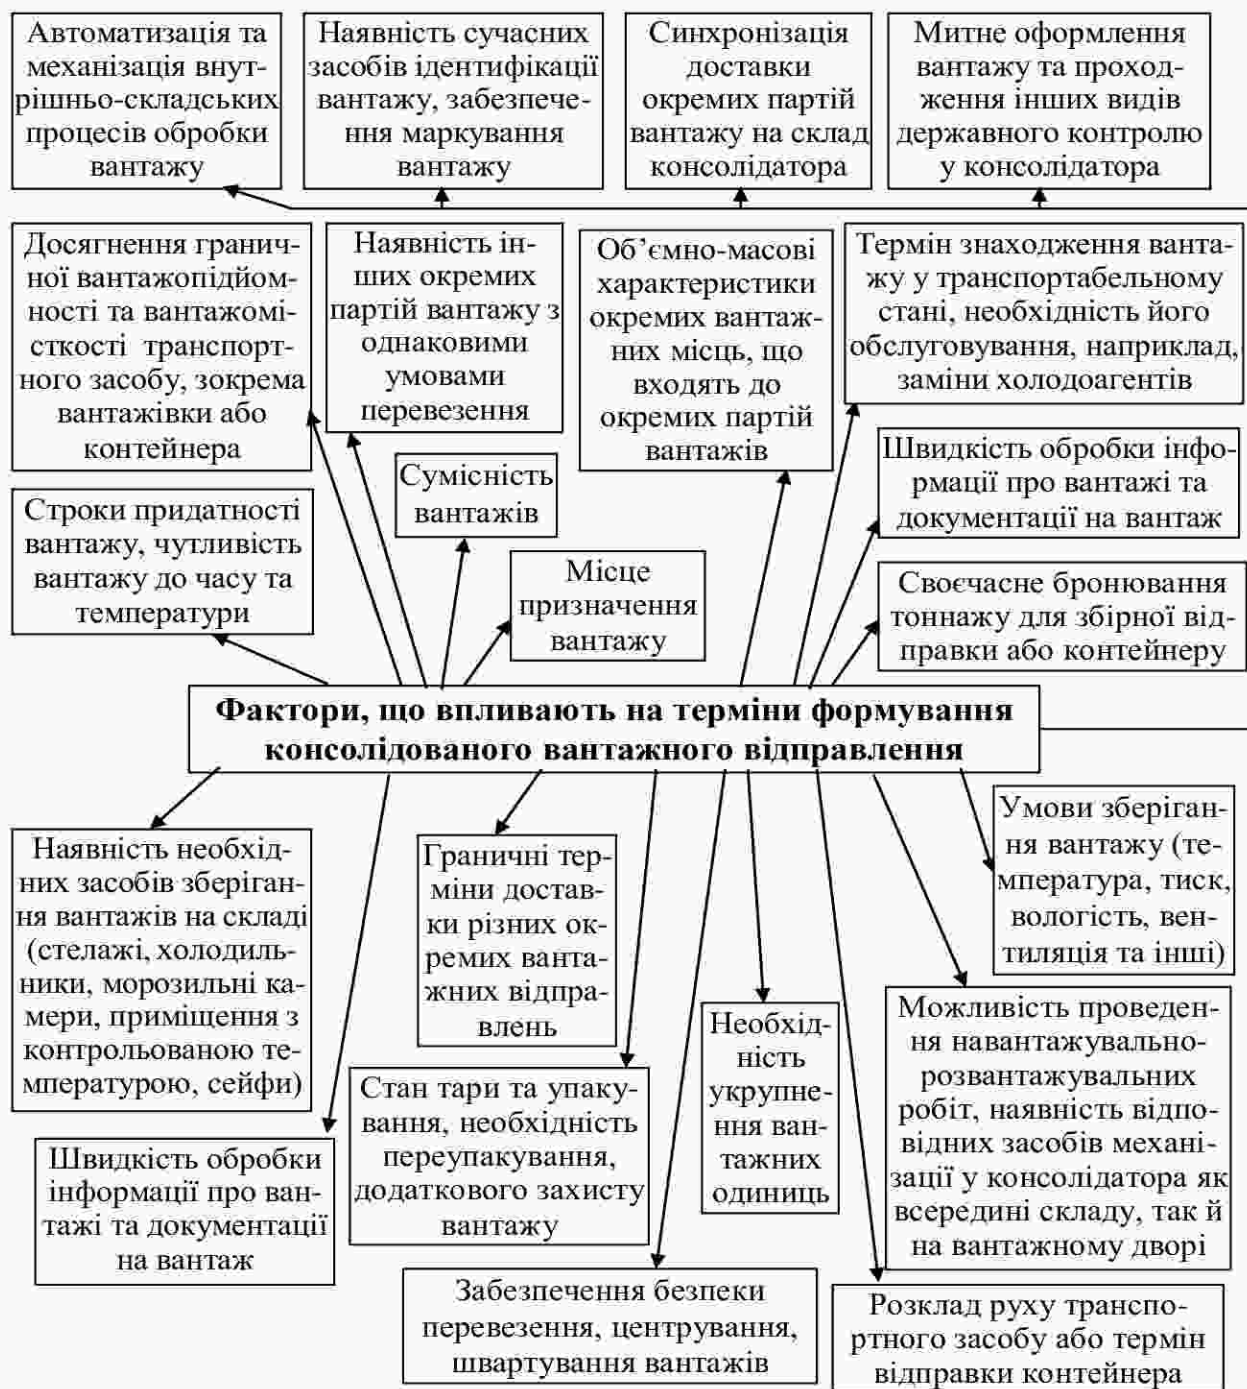 Автоматизація та
механізація внут-
рішньо-складських
процесів обробки
вантажу
Наявність сучасних
засобів ідентифікації
вантажу, забезпече-
ння маркування
вантажу
Синхронізація
доставки
окремих партій
вантажу на склад
консолідатора
Митне оформлення
вантажу та проход-
ження інших видів
державного контролю
у консолідатора
Досягнення гранич-
ної вантажопідйом-
ності та вантажомі-
сткості транспорт-
ного засобу, зокрема
вантажівки або
контейнера
Наявність ін-
ших окремих
партій вантажу з
однаковими
умовами
перевезення
Об’ємно-масові
характеристики
окремих вантаж-
них місць, що
входять до
окремих партій
вантажів
Термін знаходження ванта-
жу у транспортабельному
стані, необхідність його
обслуговування, наприклад,
заміни холодоагентів
Сумісність
вантажів
Швидкість обробки інфо-
рмації про вантажі та
документації на вантаж
Строки придатності
вантажу, чутливість
вантажу до часу та
температури
Місце
призначення
вантажу
Своєчасне бронювання
тоннажу для збірної від-
правки або контейнеру
Фактори, що впливають на терміни формування
консолідованого вантажного відправлення
Наявність необхід-
них засобів зберіган-
ня вантажів на складі
(стелажі, холодиль-
ники, морозильні ка-
мери, приміщення з
контрольованою те-
мпературою, сейфи)
Граничні тер-
міни достав-
ки різних ок-
ремих ванта-
жних відпра-
влень
Умови зберіган-
ня вантажу (те-
мпература, тиск,
вологість, вен-
тиляція та інші)
Необхід-
ність
укрупне-
ння ван-
тажних
одиниць
Можливість проведен-
ня навантажувально-
розвантажувальних
робіт, наявність відпо-
відних засобів механі-
зації у консолідатора як
всередині складу, так й
на вантажному дворі
Стан тари та упаку-
вання, необхідність
переупакування,
додаткового захисту
вантажу
Швидкість обробки
інформації про ван-
тажі та документації
на вантаж
Забезпечення безпеки
перевезення, центрування,
швартування вантажів
Розклад руху транспо-
ртного засобу або термін
відправки контейнера